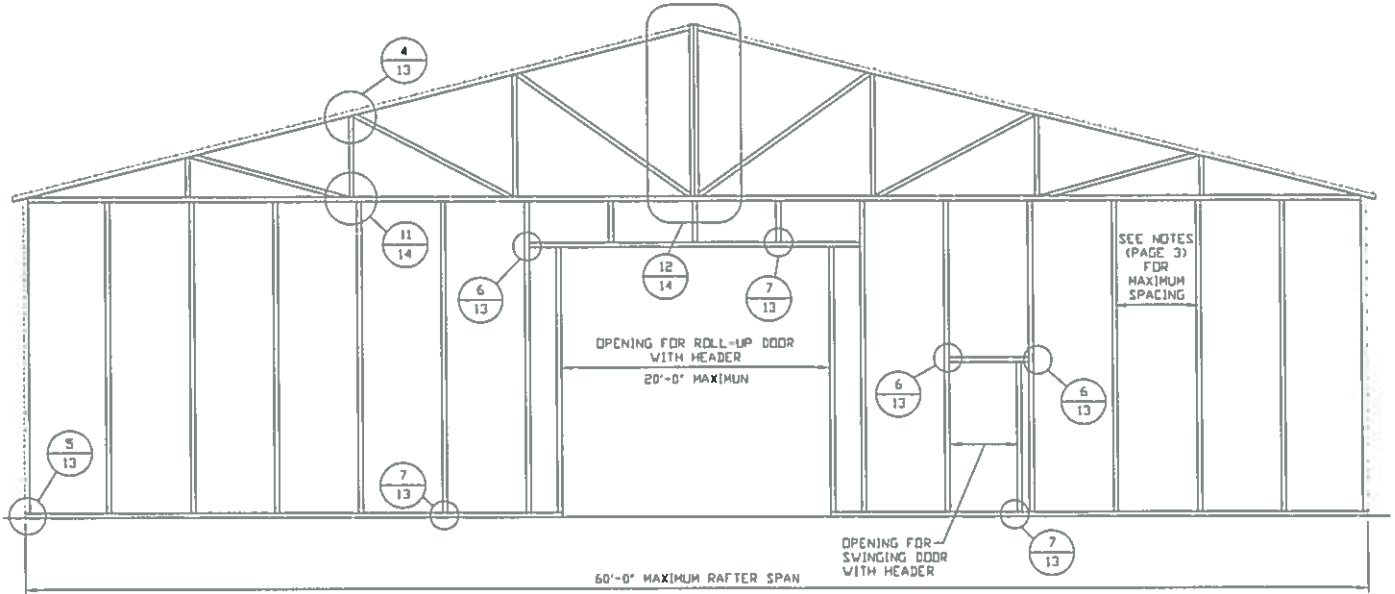 4
13
11
14
6
13
12
14
7
13
SEE NOTES
(PAGE 3)
FOR
MAXIMUM
SPACING
OPENING FOR ROLL-UP DOOR
WITH HEADER
20'-0" MAXIMUN
6
13
6
13
5
13
7
13
OPENING FOR
SWINGING DOOR
WITH HEADER
7
13
60'-0" MAXIMUM RAFTER SPAN